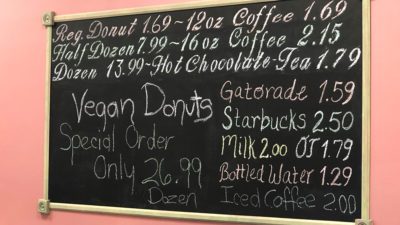 Reg. Donut 1.69~12oz Coffee 1.69
Half Dozen 7.99~16oz Coffee 2.15
Dozen 13.99~Hot Chocolate-Tea 1.79
Vegan Donuts
Special Order
Only 26.99
Dozen
Gatorade 1.59
Starbucks 2.50
Milk 2.00 OJ 1.79
Bottled Water 1.29
Iced Coffee 2.00